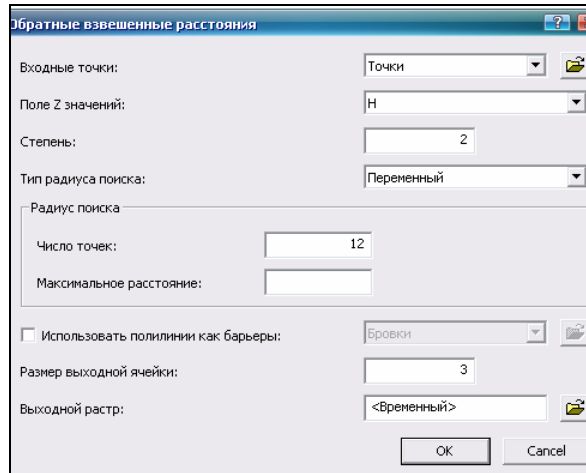 Обратные взвешенные расстояния
Входные точки: Точки
Поле Z значений: H
Степень: 2
Тип радиуса поиска: Переменный
Радиус поиска
Число точек: 12
Максимальное расстояние:
Использовать полилинии как барьеры: Бровки
Размер выходной ячейки: 3
Выходной растр: <Временный>
OK Cancel